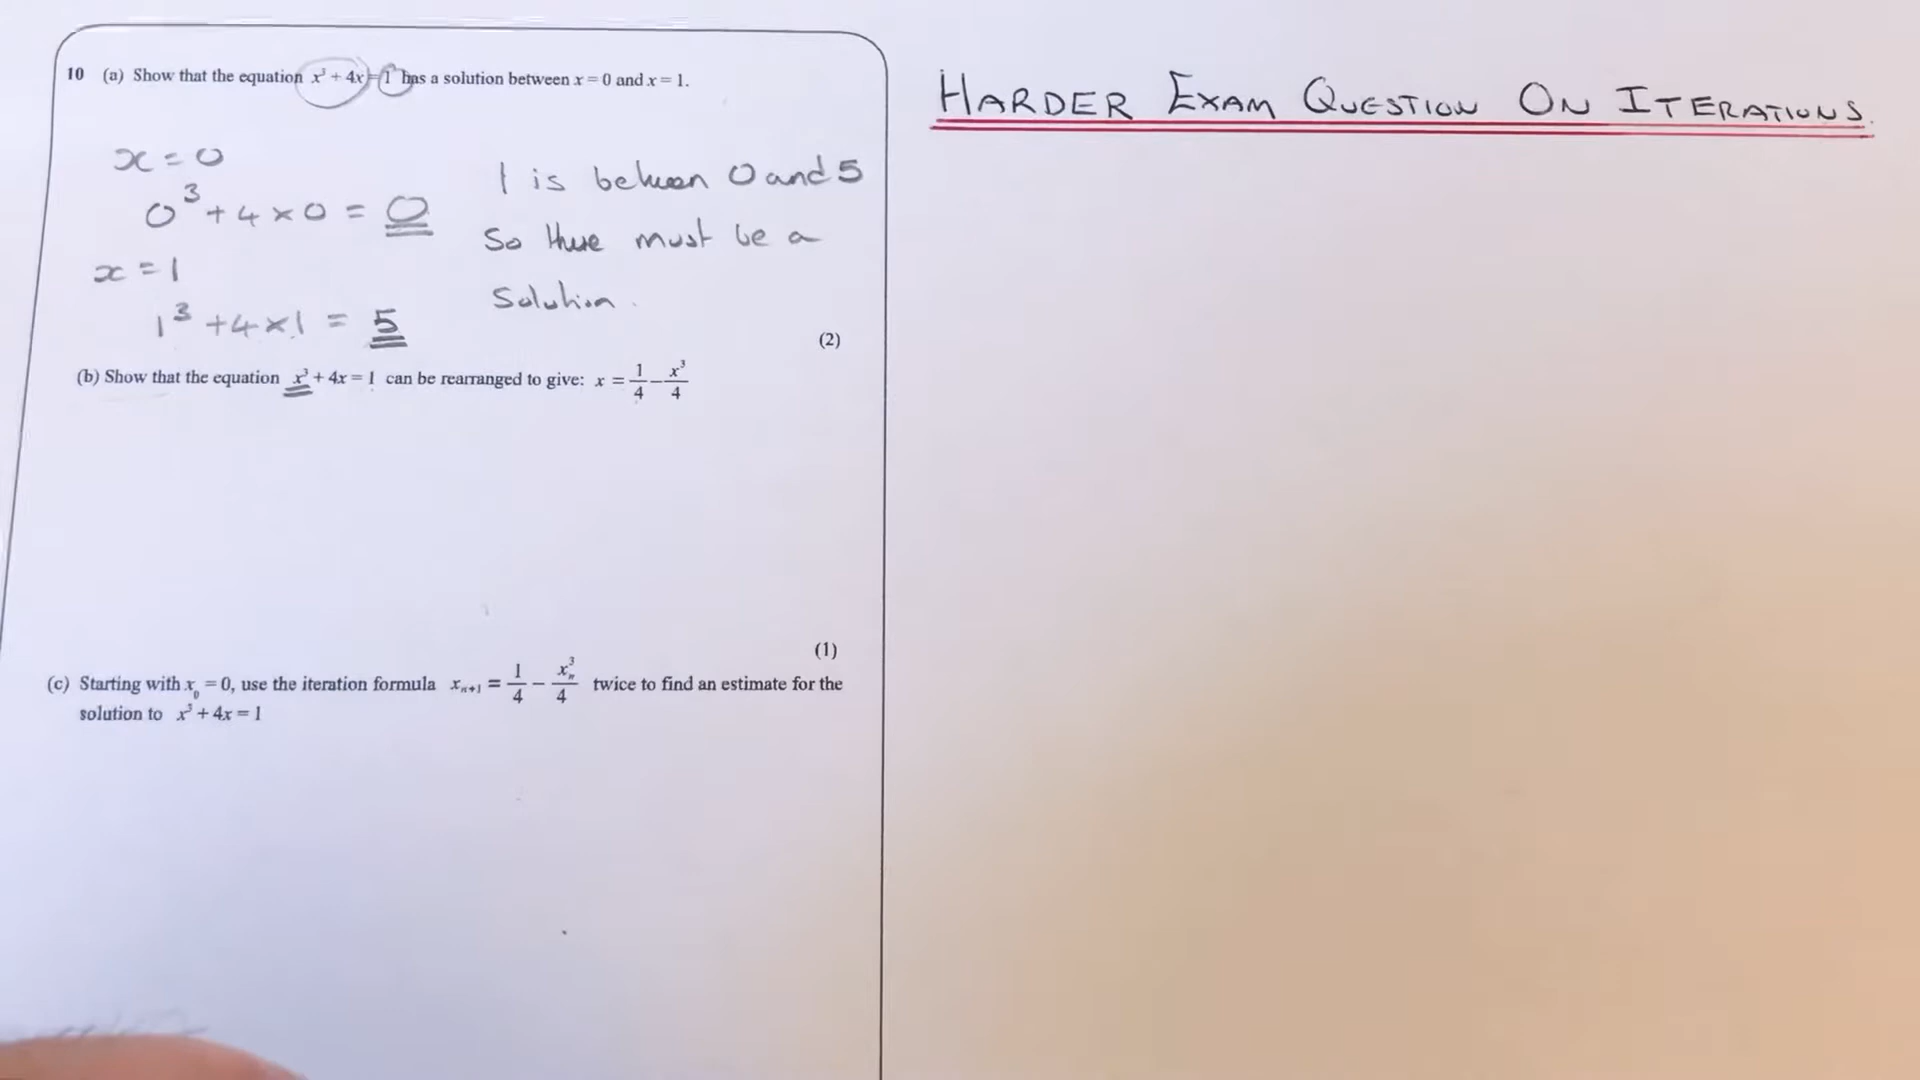 10 (a) Show that the equation x³ + 4x = 1 has a solution between x = 0 and x = 1.
x = 0
0³ + 4 × 0 = 0
x = 1
1³ + 4 × 1 = 5
1 is between 0 and 5
So there must be a
Solution.
(2)
(b) Show that the equation x³ + 4x = 1 can be rearranged to give: x = 1/4 − x³/4
(1)
(c) Starting with x₀ = 0, use the iteration formula xₙ₊₁ = 1/4 − xₙ³/4 twice to find an estimate for the
solution to x³ + 4x = 1
HARDER EXAM QUESTION ON ITERATIONS.